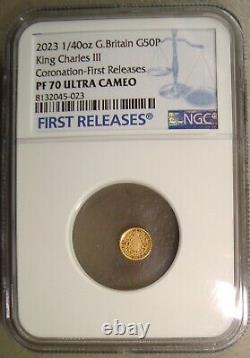 2023 1/40oz G.Britain G50P
King Charles III
Coronation-First Releases
PF 70 ULTRA CAMEO
8132045-023
FIRST RELEASES®
NGC